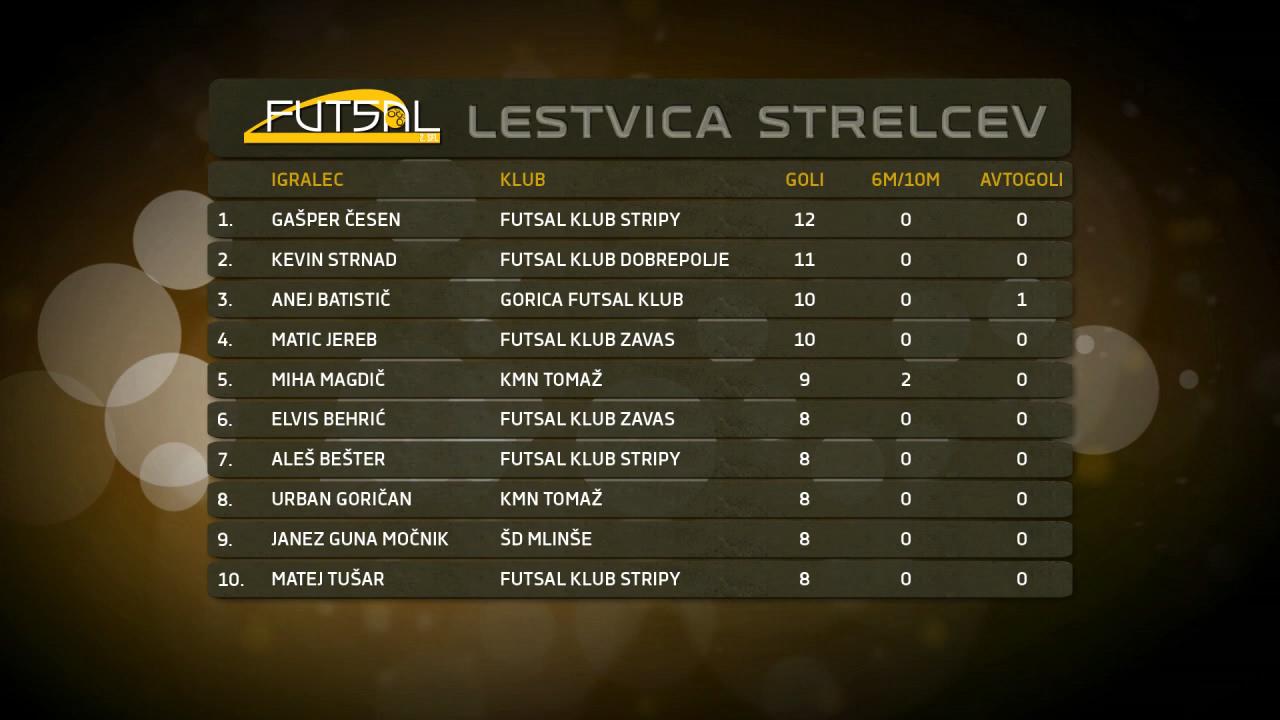 FUTSAL
2. SFL
LESTVICA STRELCEV
IGRALEC KLUB GOLI 6M/10M AVTOGOLI
1. GAŠPER ČESEN FUTSAL KLUB STRIPY 12 0 0
2. KEVIN STRNAD FUTSAL KLUB DOBREPOLJE 11 0 0
3. ANEJ BATISTIČ GORICA FUTSAL KLUB 10 0 1
4. MATIC JEREB FUTSAL KLUB ZAVAS 10 0 0
5. MIHA MAGDIČ KMN TOMAŽ 9 2 0
6. ELVIS BEHRIĆ FUTSAL KLUB ZAVAS 8 0 0
7. ALEŠ BEŠTER FUTSAL KLUB STRIPY 8 0 0
8. URBAN GORIČAN KMN TOMAŽ 8 0 0
9. JANEZ GUNA MOČNIK ŠD MLINŠE 8 0 0
10. MATEJ TUŠAR FUTSAL KLUB STRIPY 8 0 0